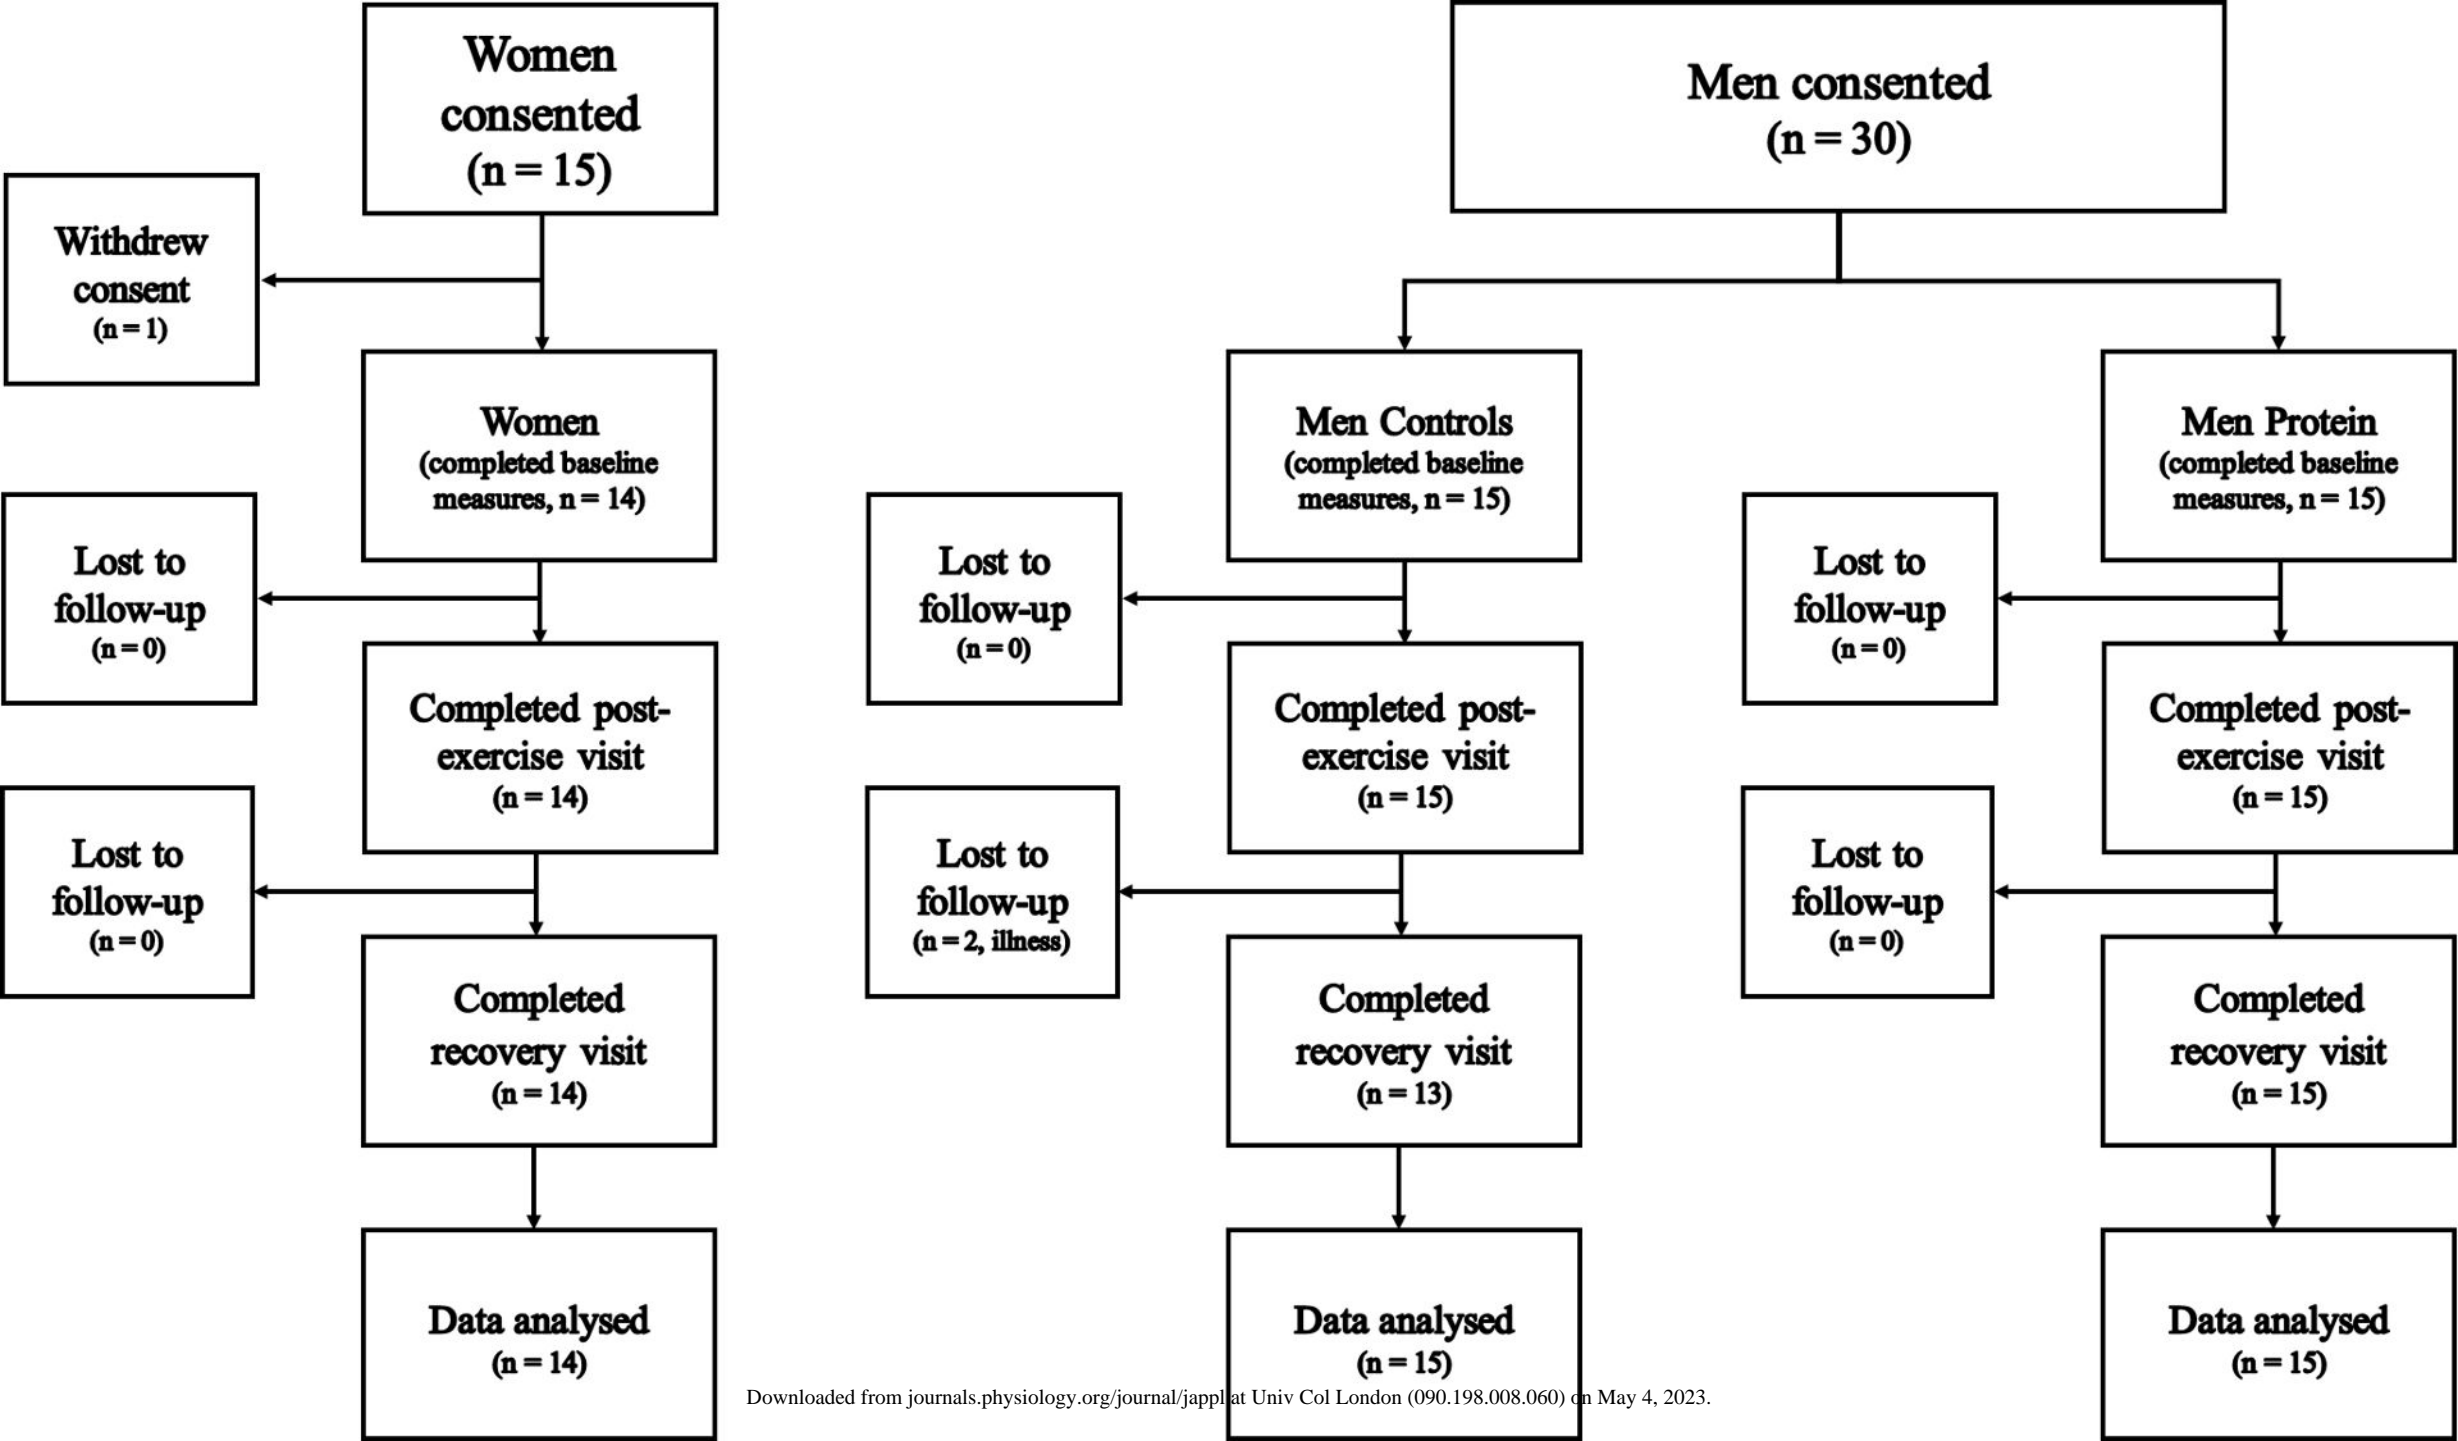 Women
consented
(n = 15)
Men consented
(n = 30)
Withdrew
consent
(n = 1)
Women
(completed baseline
measures, n = 14)
Men Controls
(completed baseline
measures, n = 15)
Men Protein
(completed baseline
measures, n = 15)
Lost to
follow-up
(n = 0)
Lost to
follow-up
(n = 0)
Lost to
follow-up
(n = 0)
Completed post-
exercise visit
(n = 14)
Completed post-
exercise visit
(n = 15)
Completed post-
exercise visit
(n = 15)
Lost to
follow-up
(n = 0)
Lost to
follow-up
(n = 2, illness)
Lost to
follow-up
(n = 0)
Completed
recovery visit
(n = 14)
Completed
recovery visit
(n = 13)
Completed
recovery visit
(n = 15)
Data analysed
(n = 14)
Data analysed
(n = 15)
Data analysed
(n = 15)
Downloaded from journals.physiology.org/journal/jappl at Univ Col London (090.198.008.060) on May 4, 2023.